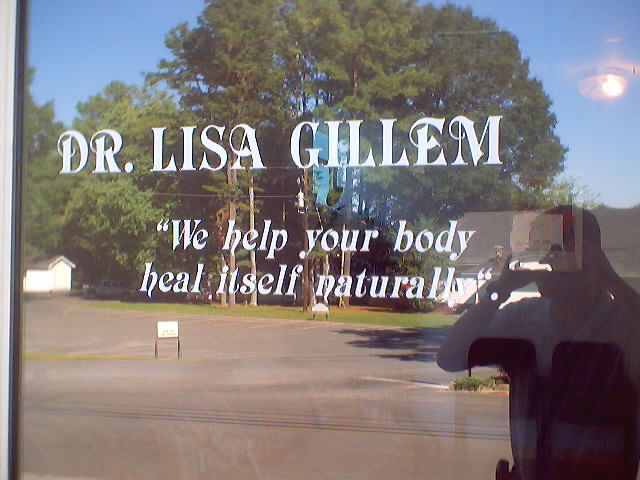 DR. LISA GILLEM
"We help your body
heal itself naturally".